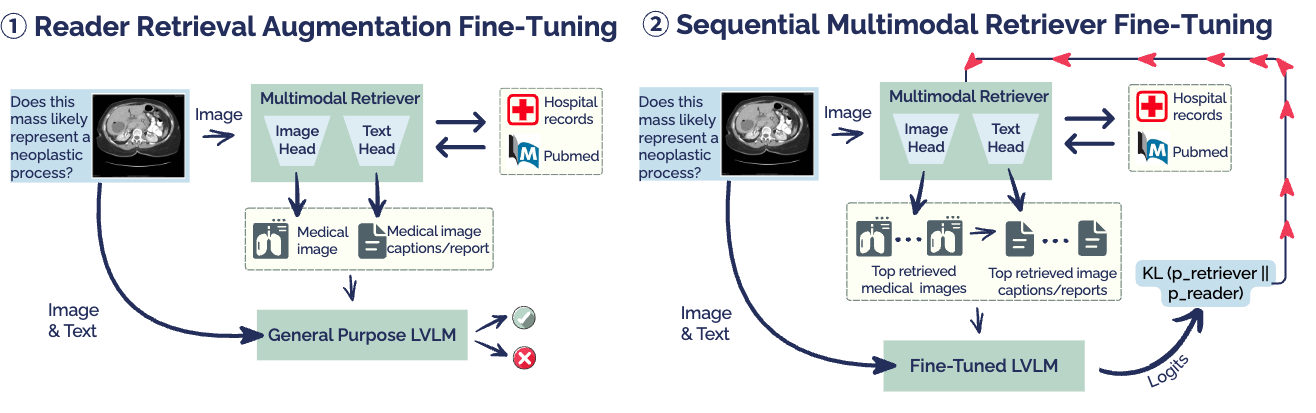 ① Reader Retrieval Augmentation Fine-Tuning
Does this
mass likely
represent a
neoplastic
process?
Image
Multimodal Retriever
Image
Head
Text
Head
Hospital
records
M
Pubmed
Medical
image
Medical image
captions/report
Image
& Text
General Purpose LVLM
② Sequential Multimodal Retriever Fine-Tuning
Does this
mass likely
represent a
neoplastic
process?
Image
Multimodal Retriever
Image
Head
Text
Head
Hospital
records
M
Pubmed
Top retrieved
medical images
Top retrieved image
captions/reports
KL (p_retriever ||
p_reader)
Image
& Text
Fine-Tuned LVLM
Logits